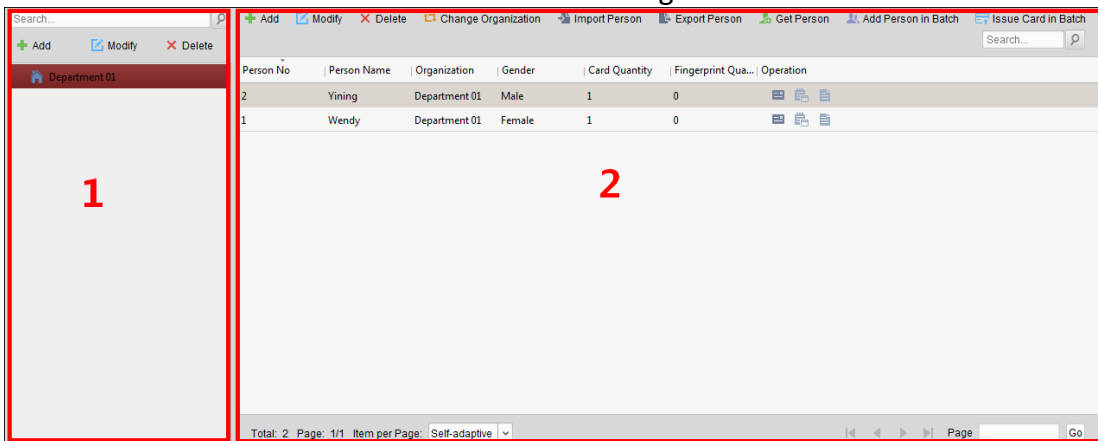 Search...
Add Modify Delete
Department 01
1
Add Modify Delete Change Organization Import Person Export Person Get Person Add Person in Batch Issue Card in Batch
Search...
Person No Person Name Organization Gender Card Quantity Fingerprint Qua... Operation
2 Yining Department 01 Male 1 0
1 Wendy Department 01 Female 1 0
2
Total: 2 Page: 1/1 Item per Page: Self-adaptive Page Go